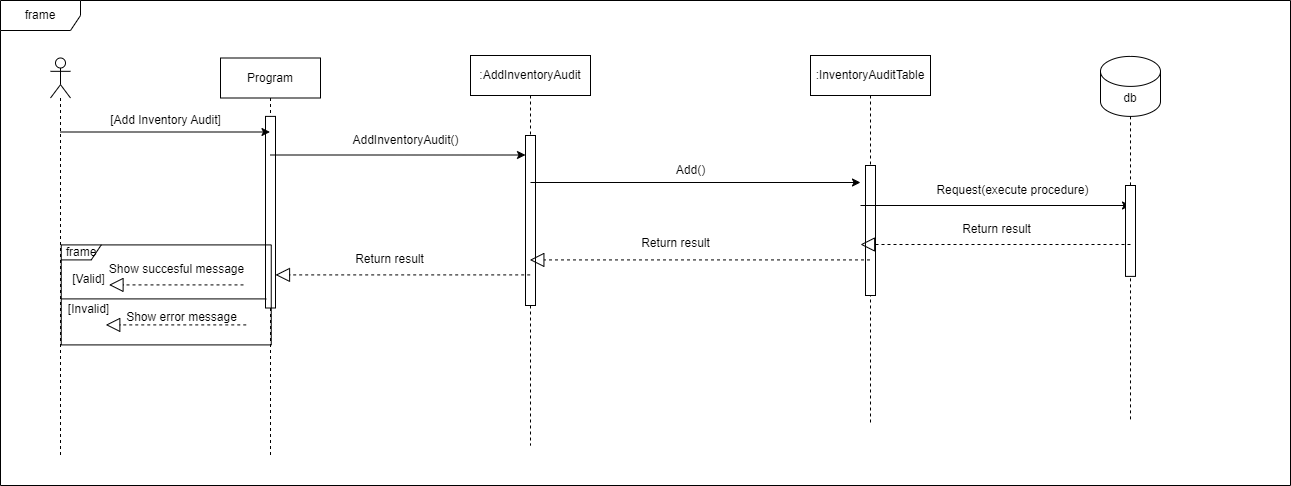 frame
Program
:AddInventoryAudit
:InventoryAuditTable
db
[Add Inventory Audit]
AddInventoryAudit()
Add()
Request(execute procedure)
Return result
Return result
Return result
frame
Show succesful message
[Valid]
[Invalid]
Show error message